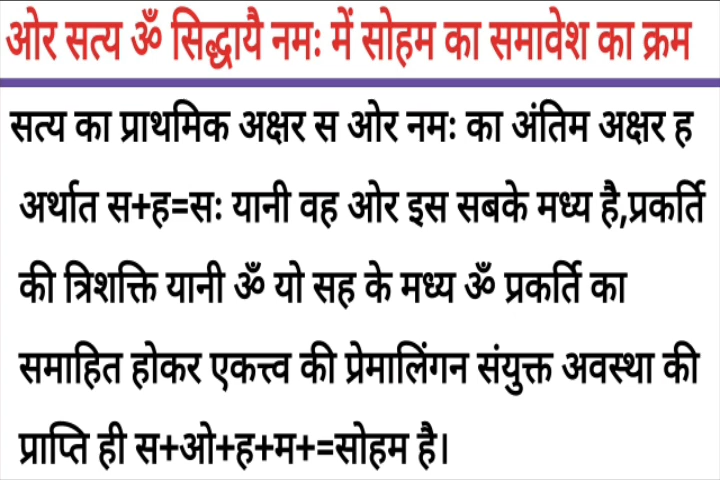 ओर सत्य ॐ सिद्धायै नमः में सोहम का समावेश का क्रम
सत्य का प्राथमिक अक्षर स ओर नमः का अंतिम अक्षर ह
अर्थात स+ह=सः यानी वह ओर इस सबके मध्य है,प्रकर्ति
की त्रिशक्ति यानी ॐ यो सह के मध्य ॐ प्रकर्ति का
समाहित होकर एकत्त्व की प्रेमालिंगन संयुक्त अवस्था की
प्राप्ति ही स+ओ+ह+म+=सोहम है।